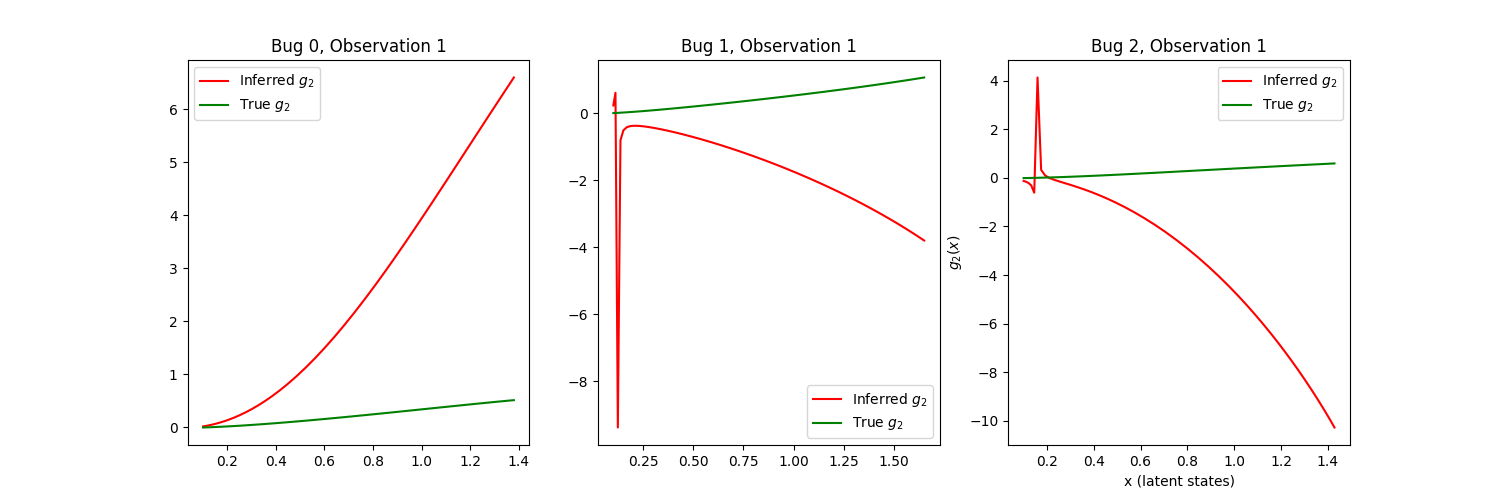 Bug 0, Observation 1
Inferred g₂
True g₂
6
5
4
3
2
1
0
0.2 0.4 0.6 0.8 1.0 1.2 1.4
Bug 1, Observation 1
0
−2
−4
−6
−8
Inferred g₂
True g₂
0.25 0.50 0.75 1.00 1.25 1.50
Bug 2, Observation 1
Inferred g₂
True g₂
g₂(x)
4
2
0
−2
−4
−6
−8
−10
0.2 0.4 0.6 0.8 1.0 1.2 1.4
x (latent states)